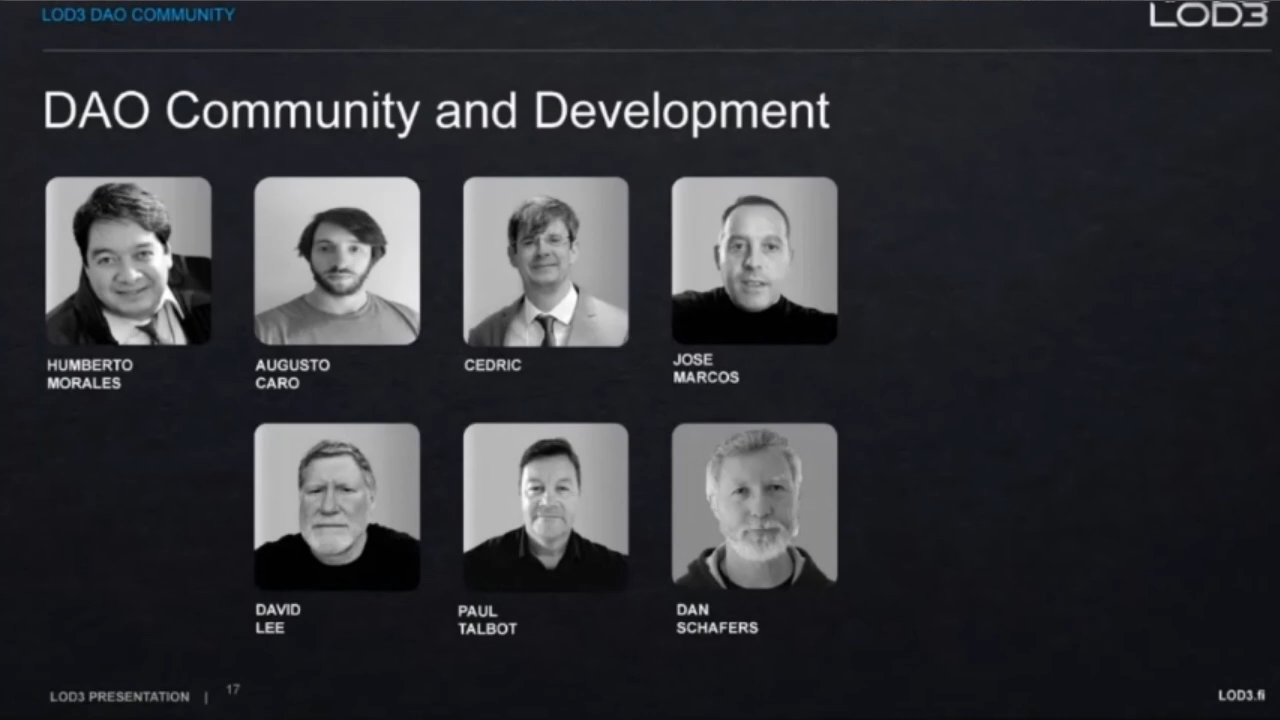 LOD3 DAO COMMUNITY
LOD3
DAO Community and Development
HUMBERTO
MORALES
AUGUSTO
CARO
CEDRIC
JOSE
MARCOS
DAVID
LEE
PAUL
TALBOT
DAN
SCHAFERS
LOD3 PRESENTATION | 17
LOD3.fi